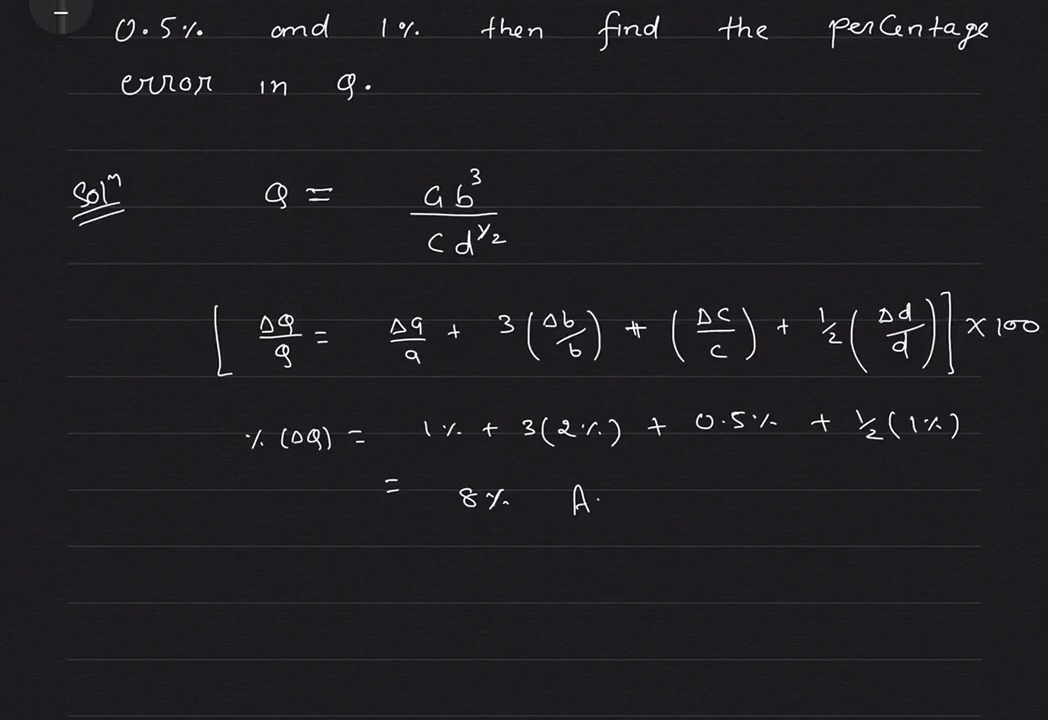 0.5% and 1% then find the percentage
error in Q.
Solⁿ Q = ab³ / cd^(1/2)
[ ΔQ/Q = Δa/a + 3(Δb/b) + (Δc/c) + 1/2(Δd/d) ] × 100
% (ΔQ) = 1% + 3(2%) + 0.5% + 1/2(1%)
= 8% A.